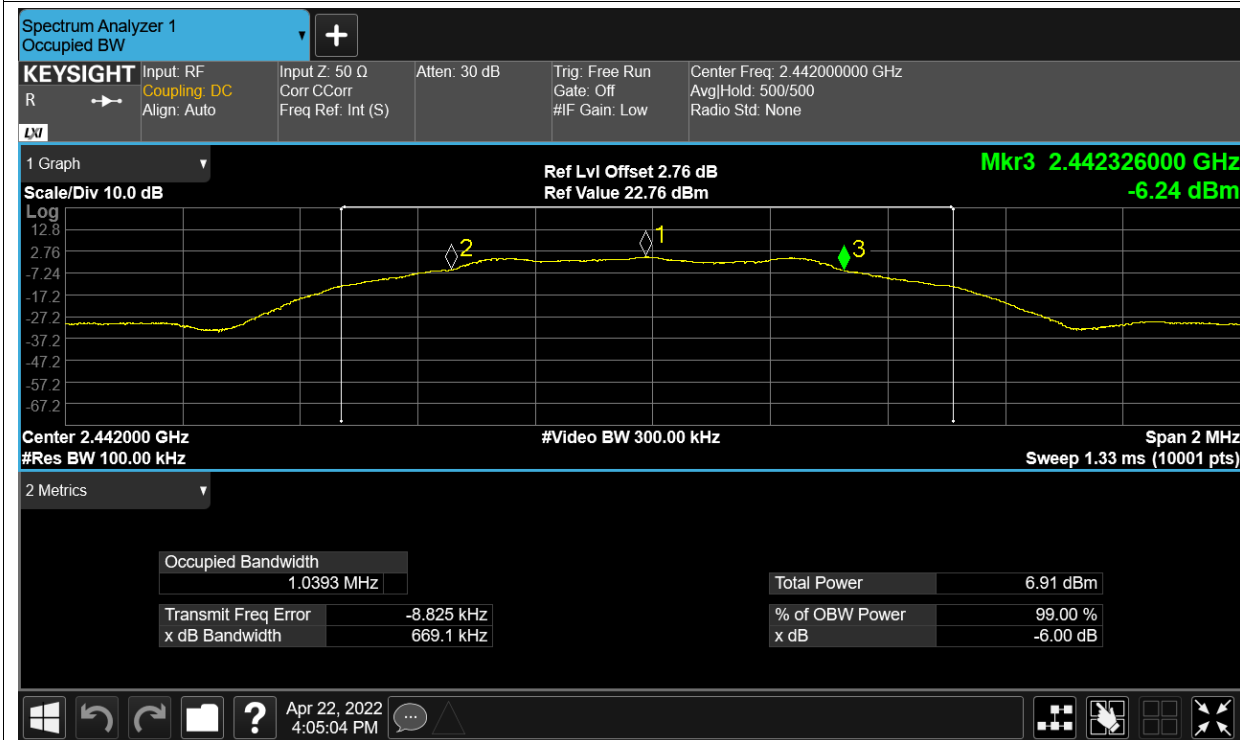 Spectrum Analyzer 1
Occupied BW
KEYSIGHT
R
LXI
Input: RF
Coupling: DC
Align: Auto
Input Z: 50 Ω
Corr CCorr
Freq Ref: Int (S)
Atten: 30 dB
Trig: Free Run
Gate: Off
#IF Gain: Low
Center Freq: 2.442000000 GHz
Avg|Hold: 500/500
Radio Std: None
1 Graph
Scale/Div 10.0 dB
Ref Lvl Offset 2.76 dB
Ref Value 22.76 dBm
Mkr3 2.442326000 GHz
-6.24 dBm
Log
12.8
2.76
-7.24
-17.2
-27.2
-37.2
-47.2
-57.2
-67.2
2
1
3
Center 2.442000 GHz
#Res BW 100.00 kHz
#Video BW 300.00 kHz
Span 2 MHz
Sweep 1.33 ms (10001 pts)
2 Metrics
Occupied Bandwidth
1.0393 MHz
Transmit Freq Error -8.825 kHz
x dB Bandwidth 669.1 kHz
Total Power 6.91 dBm
% of OBW Power 99.00 %
x dB -6.00 dB
?
Apr 22, 2022
4:05:04 PM